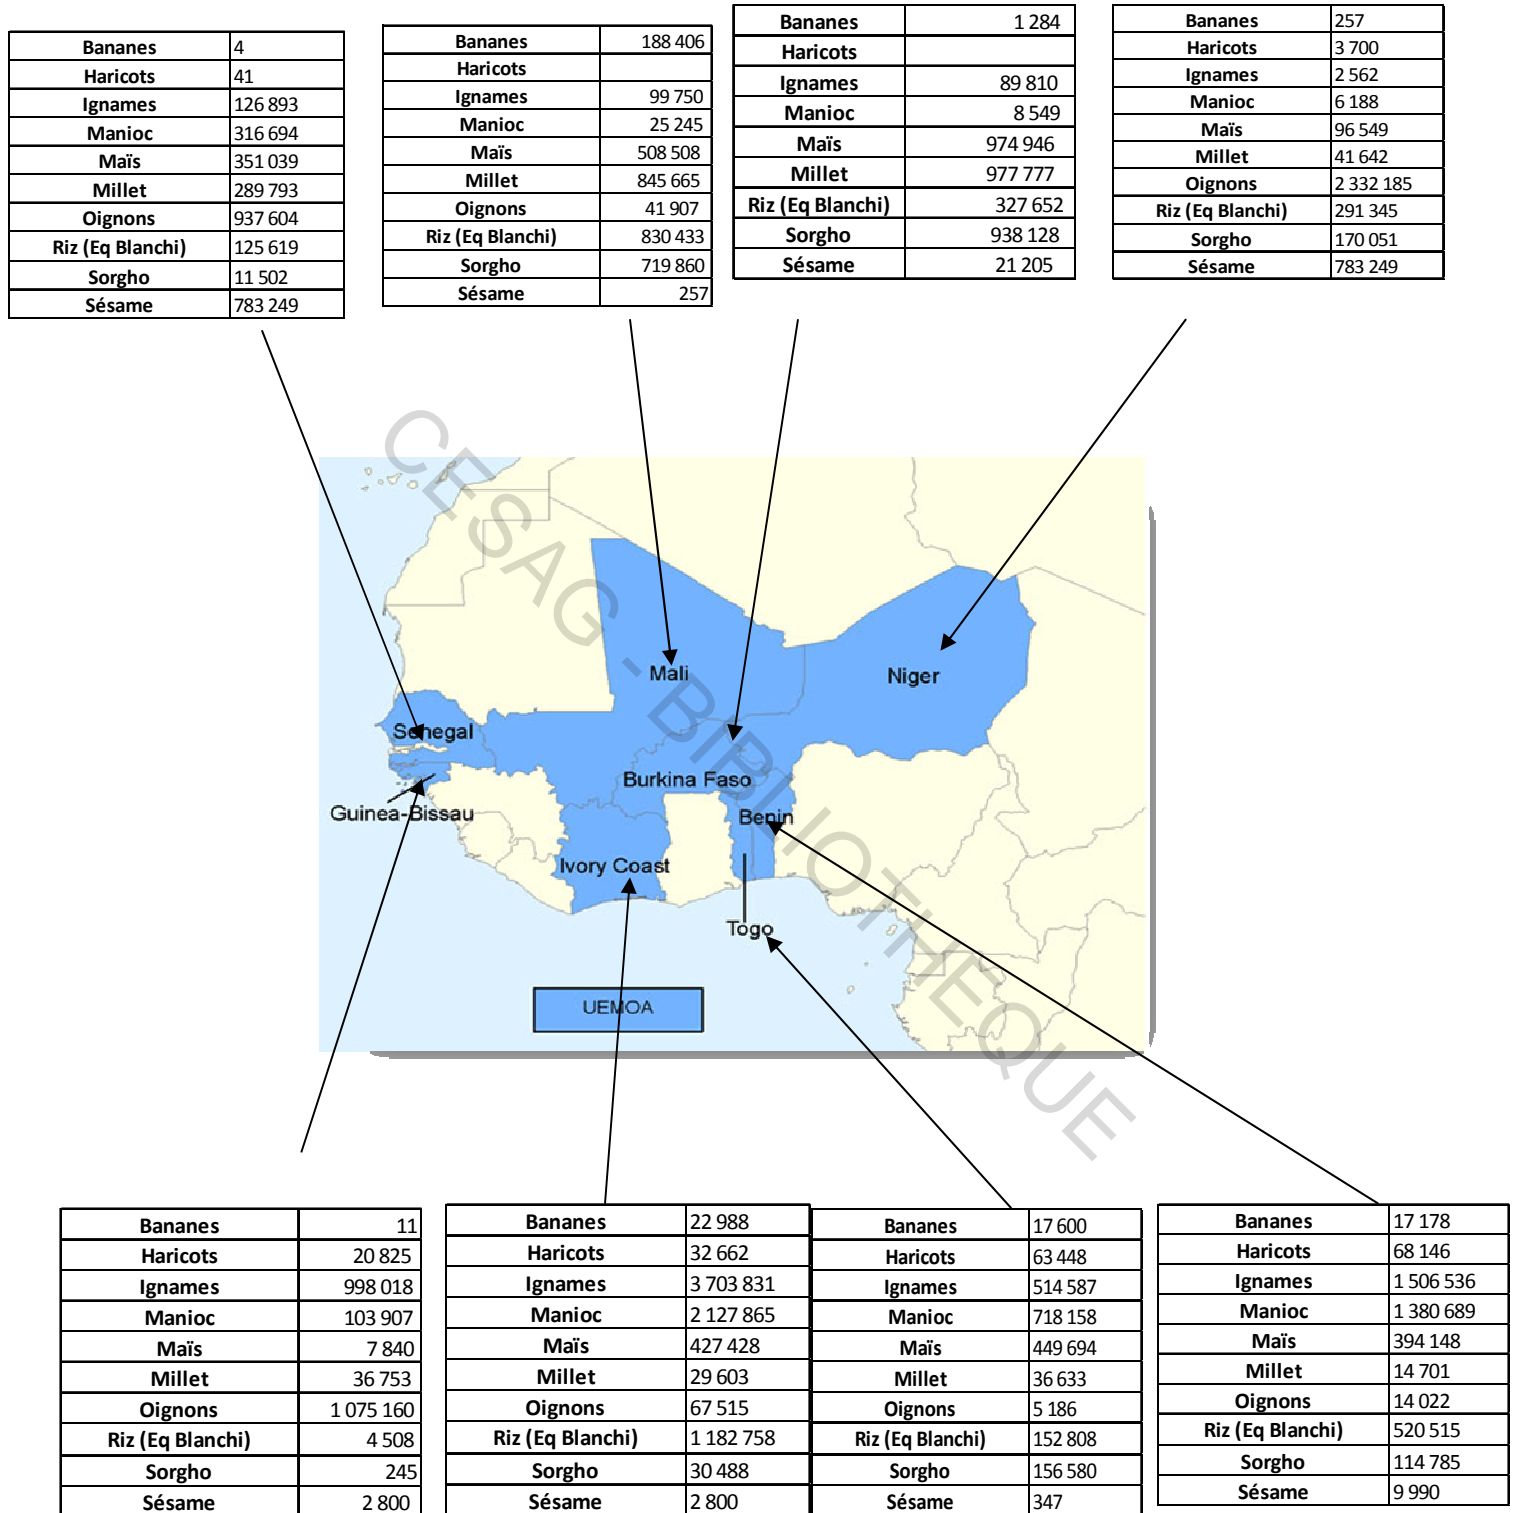 Bananes 4
Haricots 41
Ignames 126 893
Manioc 316 694
Maïs 351 039
Millet 289 793
Oignons 937 604
Riz (Eq Blanchi) 125 619
Sorgho 11 502
Sésame 783 249
Bananes 188 406
Haricots
Ignames 99 750
Manioc 25 245
Maïs 508 508
Millet 845 665
Oignons 41 907
Riz (Eq Blanchi) 830 433
Sorgho 719 860
Sésame 257
Bananes 1 284
Haricots
Ignames 89 810
Manioc 8 549
Maïs 974 946
Millet 977 777
Riz (Eq Blanchi) 327 652
Sorgho 938 128
Sésame 21 205
Bananes 257
Haricots 3 700
Ignames 2 562
Manioc 6 188
Maïs 96 549
Millet 41 642
Oignons 2 332 185
Riz (Eq Blanchi) 291 345
Sorgho 170 051
Sésame 783 249
CESAG - BIBLIOTHEQUE
Mali
Niger
Senegal
Burkina Faso
Guinea-Bissau
Benin
Ivory Coast
Togo
UEMOA
Bananes 11
Haricots 20 825
Ignames 998 018
Manioc 103 907
Maïs 7 840
Millet 36 753
Oignons 1 075 160
Riz (Eq Blanchi) 4 508
Sorgho 245
Sésame 2 800
Bananes 22 988
Haricots 32 662
Ignames 3 703 831
Manioc 2 127 865
Maïs 427 428
Millet 29 603
Oignons 67 515
Riz (Eq Blanchi) 1 182 758
Sorgho 30 488
Sésame 2 800
Bananes 17 600
Haricots 63 448
Ignames 514 587
Manioc 718 158
Maïs 449 694
Millet 36 633
Oignons 5 186
Riz (Eq Blanchi) 152 808
Sorgho 156 580
Sésame 347
Bananes 17 178
Haricots 68 146
Ignames 1 506 536
Manioc 1 380 689
Maïs 394 148
Millet 14 701
Oignons 14 022
Riz (Eq Blanchi) 520 515
Sorgho 114 785
Sésame 9 990